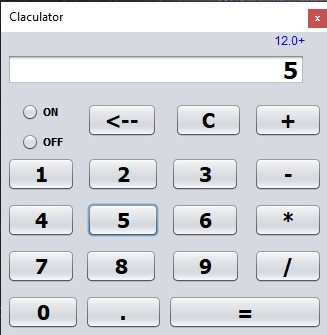 Claculator
x
12.0+
5
ON
<-- C +
OFF
1 2 3 -
4 5 6 *
7 8 9 /
0 . =